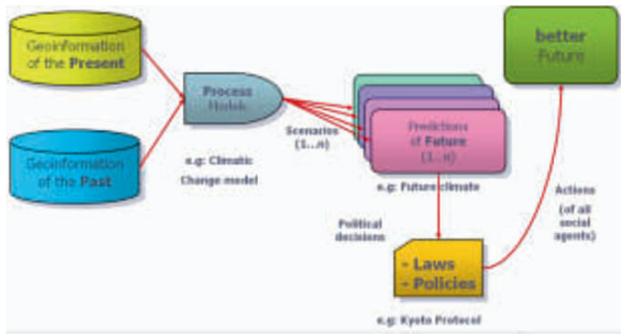 Geoinformation
of the Present
Geoinformation
of the Past
Process
Models
e.g: Climatic
Change model
Scenarios
(1...n)
Predictions
of Future
(1...n)
e.g: Future climate
Political
decisions
- Laws
- Policies
e.g: Kyoto Protocol
Actions
(of all
social
agents)
better
Future